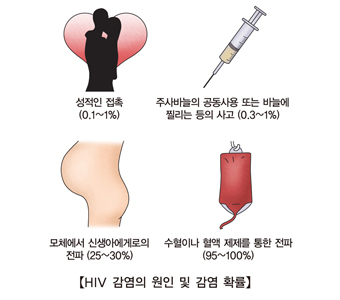 성적인 접촉
(0.1~1%)
주사바늘의 공동사용 또는 바늘에
찔리는 등의 사고 (0.3~1%)
모체에서 신생아에게로의
전파 (25~30%)
수혈이나 혈액 제제를 통한 전파
(95~100%)
【HIV 감염의 원인 및 감염 확률】